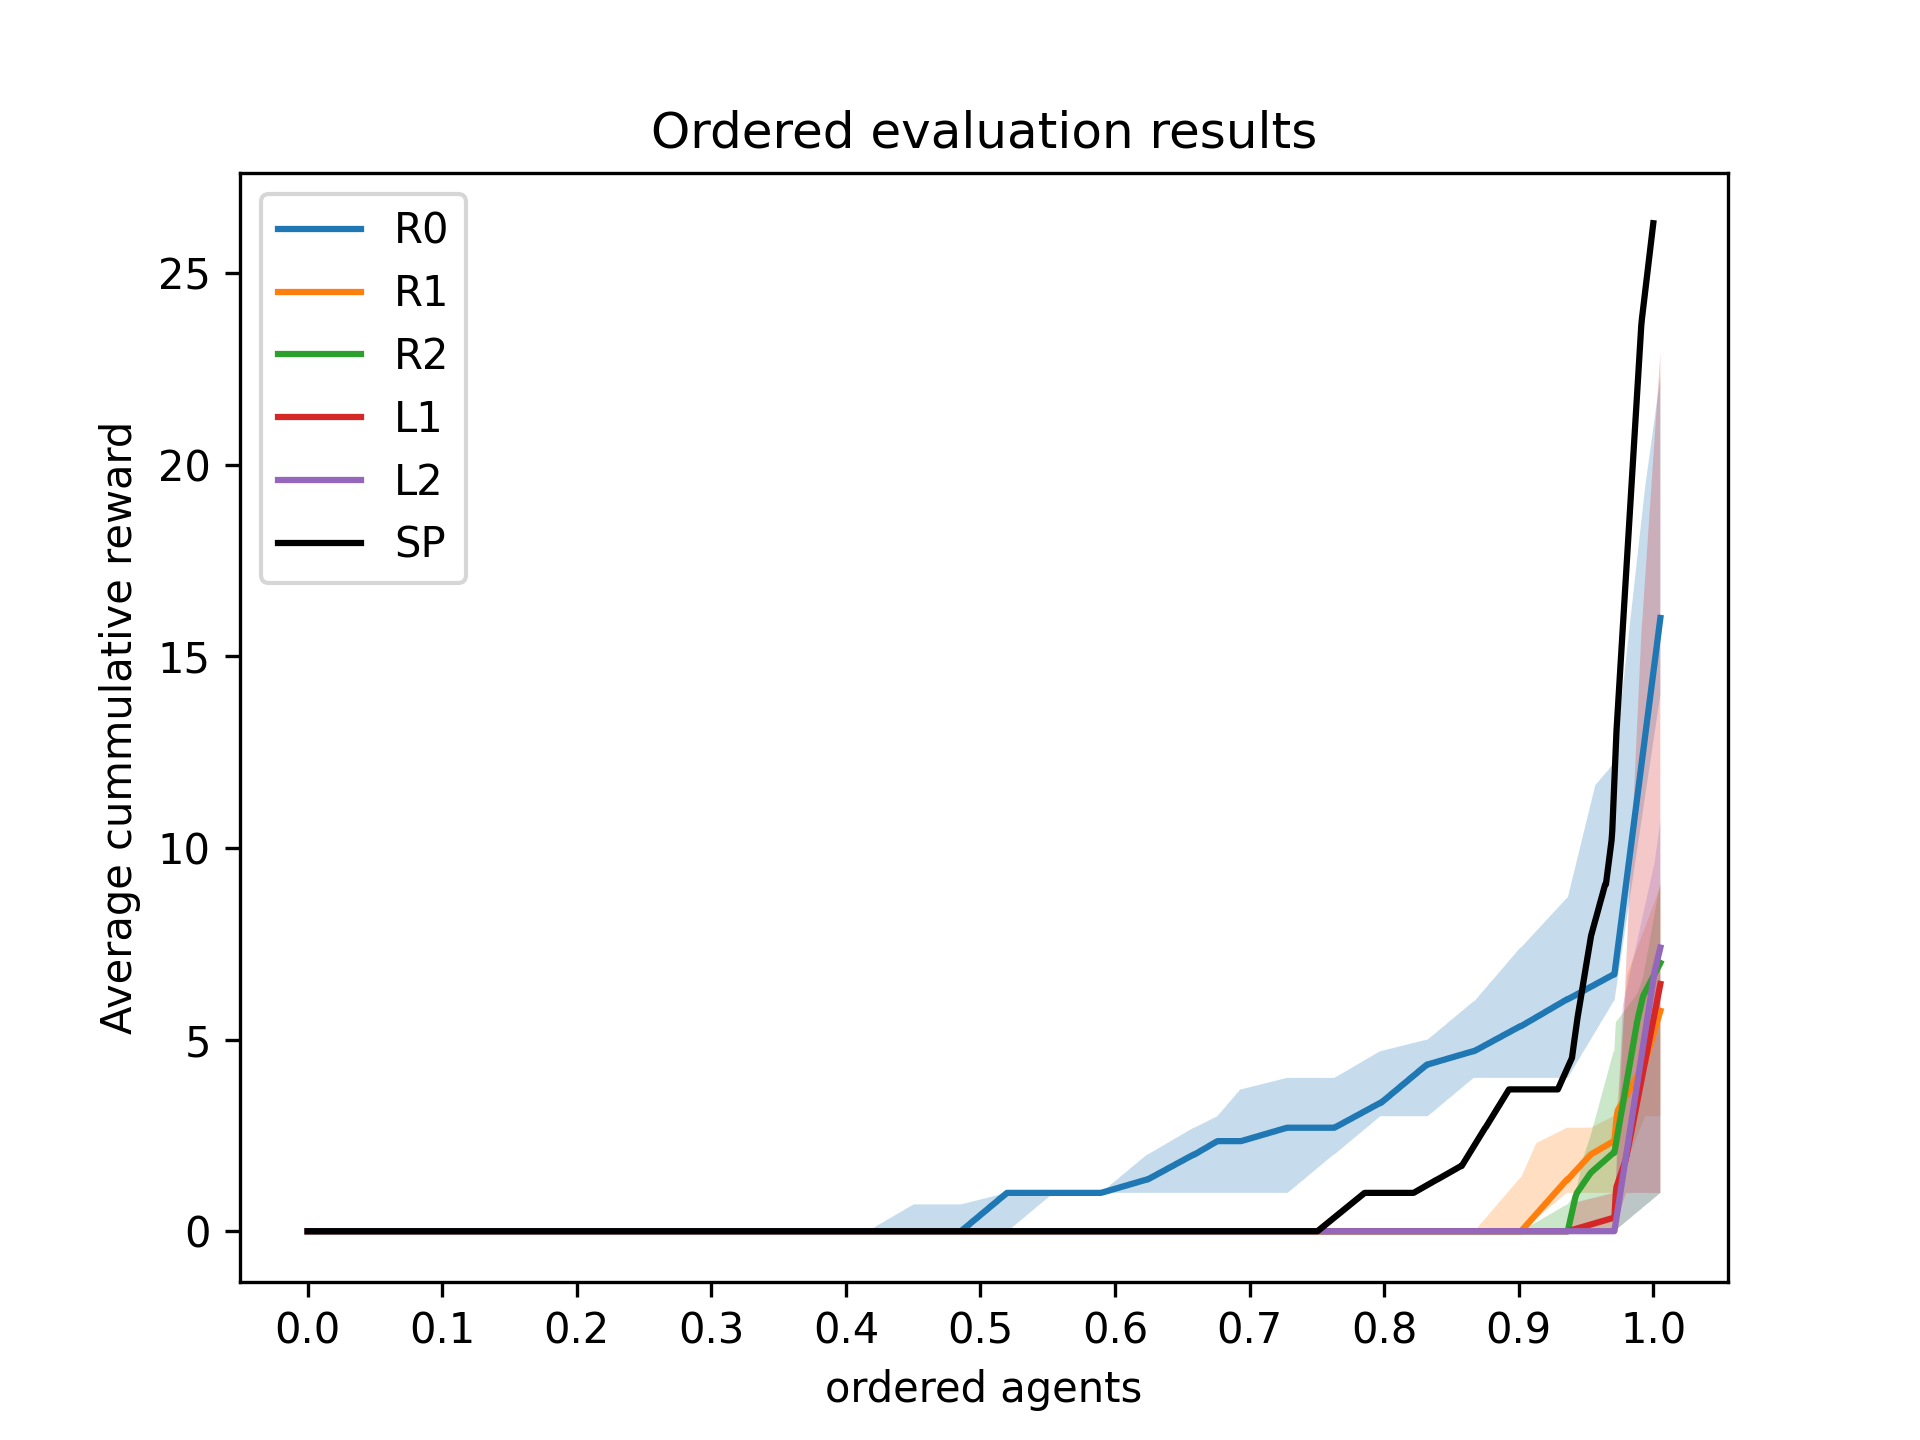 Ordered evaluation results
R0
R1
R2
L1
L2
SP
Average cummulative reward
25
20
15
10
5
0
0.0 0.1 0.2 0.3 0.4 0.5 0.6 0.7 0.8 0.9 1.0
ordered agents